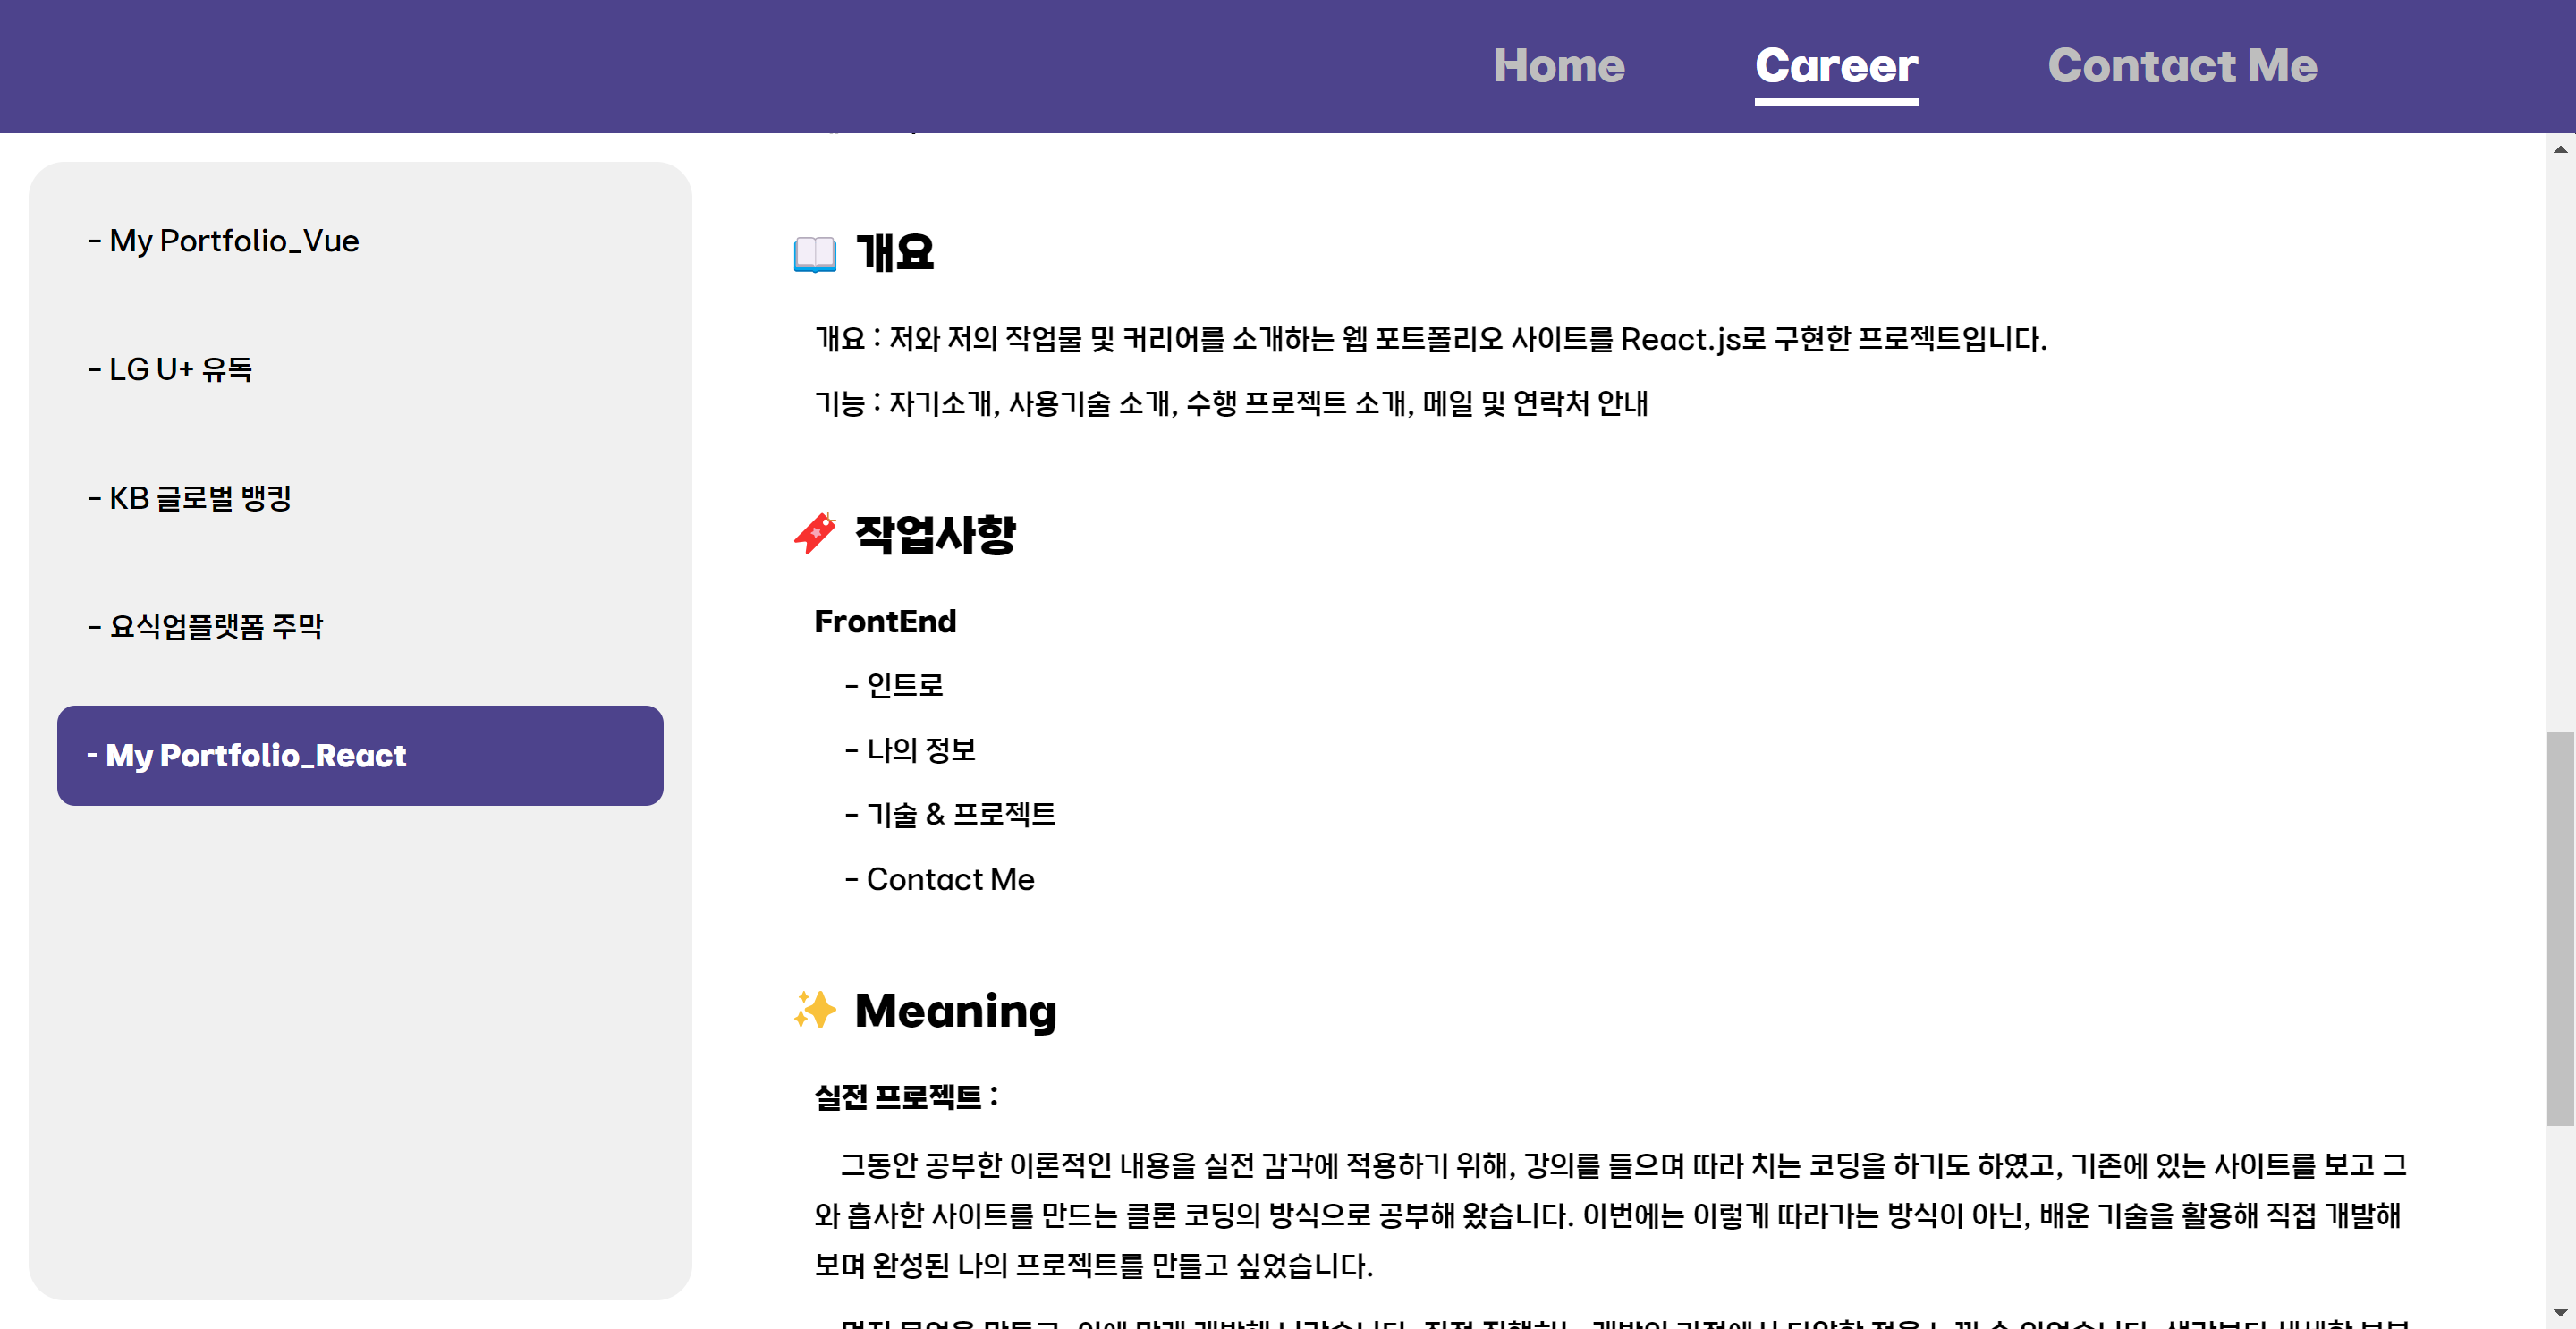 Home Career Contact Me
- My Portfolio_Vue
- LG U+ 유독
- KB 글로벌 뱅킹
- 요식업플랫폼 주막
- My Portfolio_React
개요
개요 : 저와 저의 작업물 및 커리어를 소개하는 웹 포트폴리오 사이트를 React.js로 구현한 프로젝트입니다.
기능 : 자기소개, 사용기술 소개, 수행 프로젝트 소개, 메일 및 연락처 안내
작업사항
FrontEnd
- 인트로
- 나의 정보
- 기술 & 프로젝트
- Contact Me
Meaning
실전 프로젝트 :
그동안 공부한 이론적인 내용을 실전 감각에 적용하기 위해, 강의를 들으며 따라 치는 코딩을 하기도 하였고, 기존에 있는 사이트를 보고 그
와 흡사한 사이트를 만드는 클론 코딩의 방식으로 공부해 왔습니다. 이번에는 이렇게 따라가는 방식이 아닌, 배운 기술을 활용해 직접 개발해
보며 완성된 나의 프로젝트를 만들고 싶었습니다.